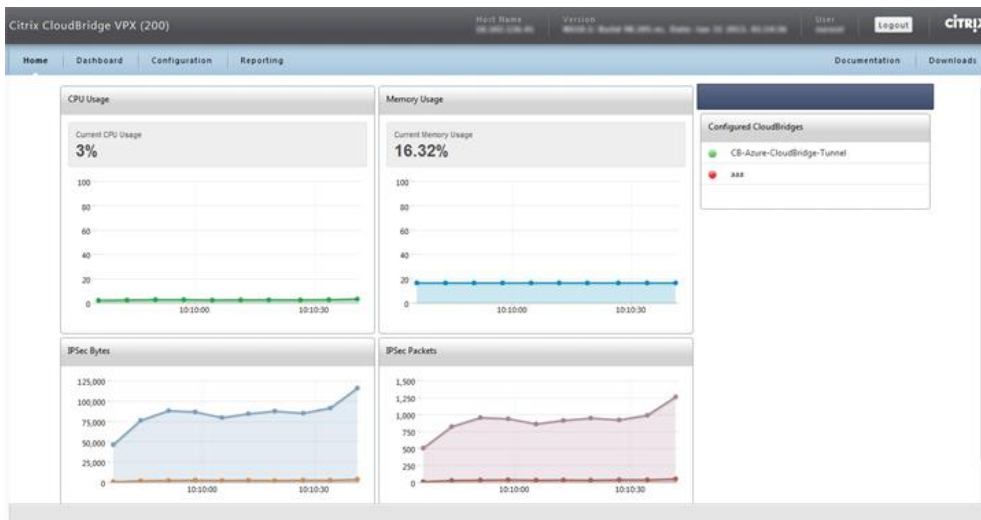 Citrix CloudBridge VPX (200)
Host Name
Version
User
Logout
CİTRIX
Home
Dashboard
Configuration
Reporting
Documentation
Downloads
CPU Usage
Current CPU Usage
3%
100
80
60
40
20
0
10:10:00
10:10:30
Memory Usage
Current Memory Usage
16.32%
100
80
60
40
20
0
10:10:00
10:10:30
Configured CloudBridges
CB-Azure-CloudBridge-Tunnel
aaa
IPSec Bytes
125,000
100,000
75,000
50,000
25,000
0
10:10:00
10:10:30
IPSec Packets
1,500
1,250
1,000
750
500
250
0
10:10:00
10:10:30